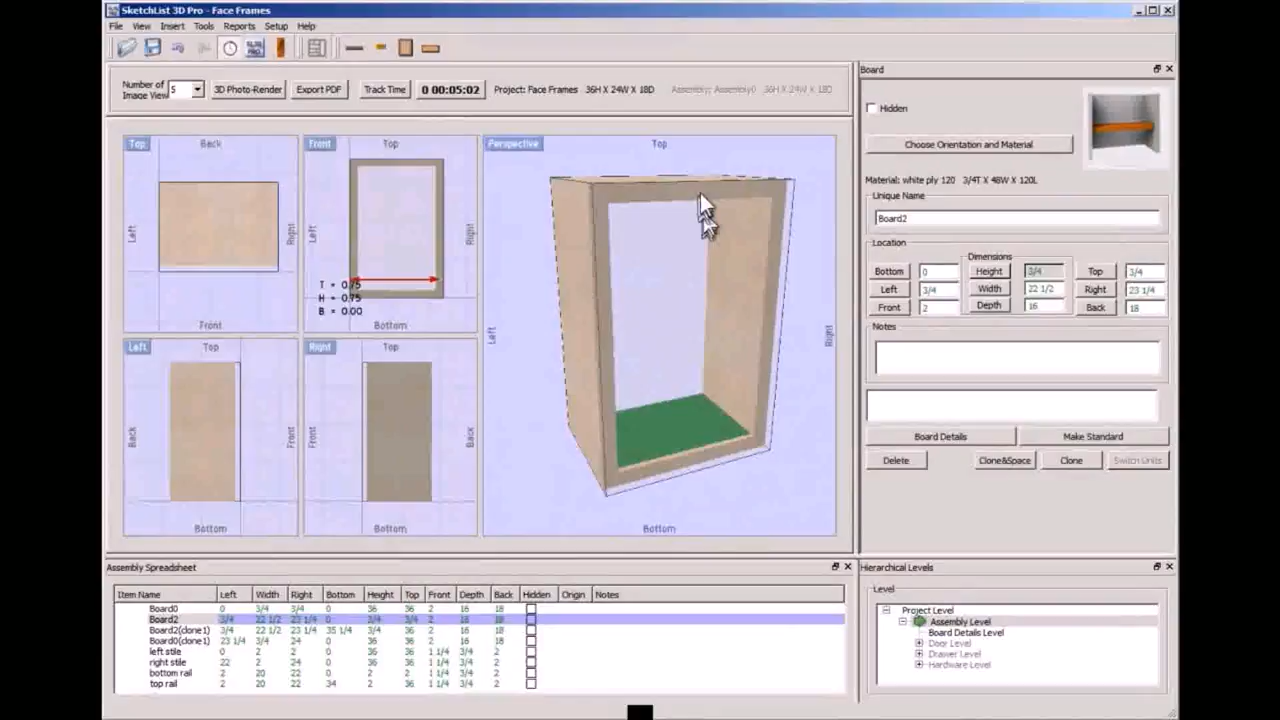 SketchList 3D Pro - Face Frames
File View Insert Tools Reports Setup Help
Number of Image View 5 3D Photo-Render Export PDF Track Time 0 00:05:02 Project: Face Frames 36H X 24W X 18D Assembly: Assembly0 36H X 24W X 18D
Top Back Left Right Front
Front Top Left Right Bottom
T = 0.75
H = 0.75
B = 0.00
Left Top Back Front Bottom
Right Top Front Back Bottom
Perspective Top Left Right Bottom
Board
Hidden
Choose Orientation and Material
Material: white ply 120 3/4T X 48W X 120L
Unique Name
Board2
Location
Dimensions
Bottom 0 Height 3/4 Top 3/4
Left 3/4 Width 22 1/2 Right 23 1/4
Front 2 Depth 16 Back 18
Notes
Board Details Make Standard
Delete Clone&Space Clone Switch Units
Assembly Spreadsheet
Item Name Left Width Right Bottom Height Top Front Depth Back Hidden Origin Notes
Board0 0 3/4 3/4 0 36 36 2 16 18
Board2 3/4 22 1/2 23 1/4 0 3/4 3/4 2 16 18
Board2(clone1) 3/4 22 1/2 23 1/4 35 1/4 3/4 36 2 16 18
Board0(clone1) 23 1/4 3/4 24 0 36 36 2 16 18
left stile 0 2 2 0 36 36 1 1/4 3/4 2
right stile 22 2 24 0 36 36 1 1/4 3/4 2
bottom rail 2 20 22 0 2 2 1 1/4 3/4 2
top rail 2 20 22 34 2 36 1 1/4 3/4 2
Hierarchical Levels
Level
Project Level
Assembly Level
Board Details Level
Door Level
Drawer Level
Hardware Level